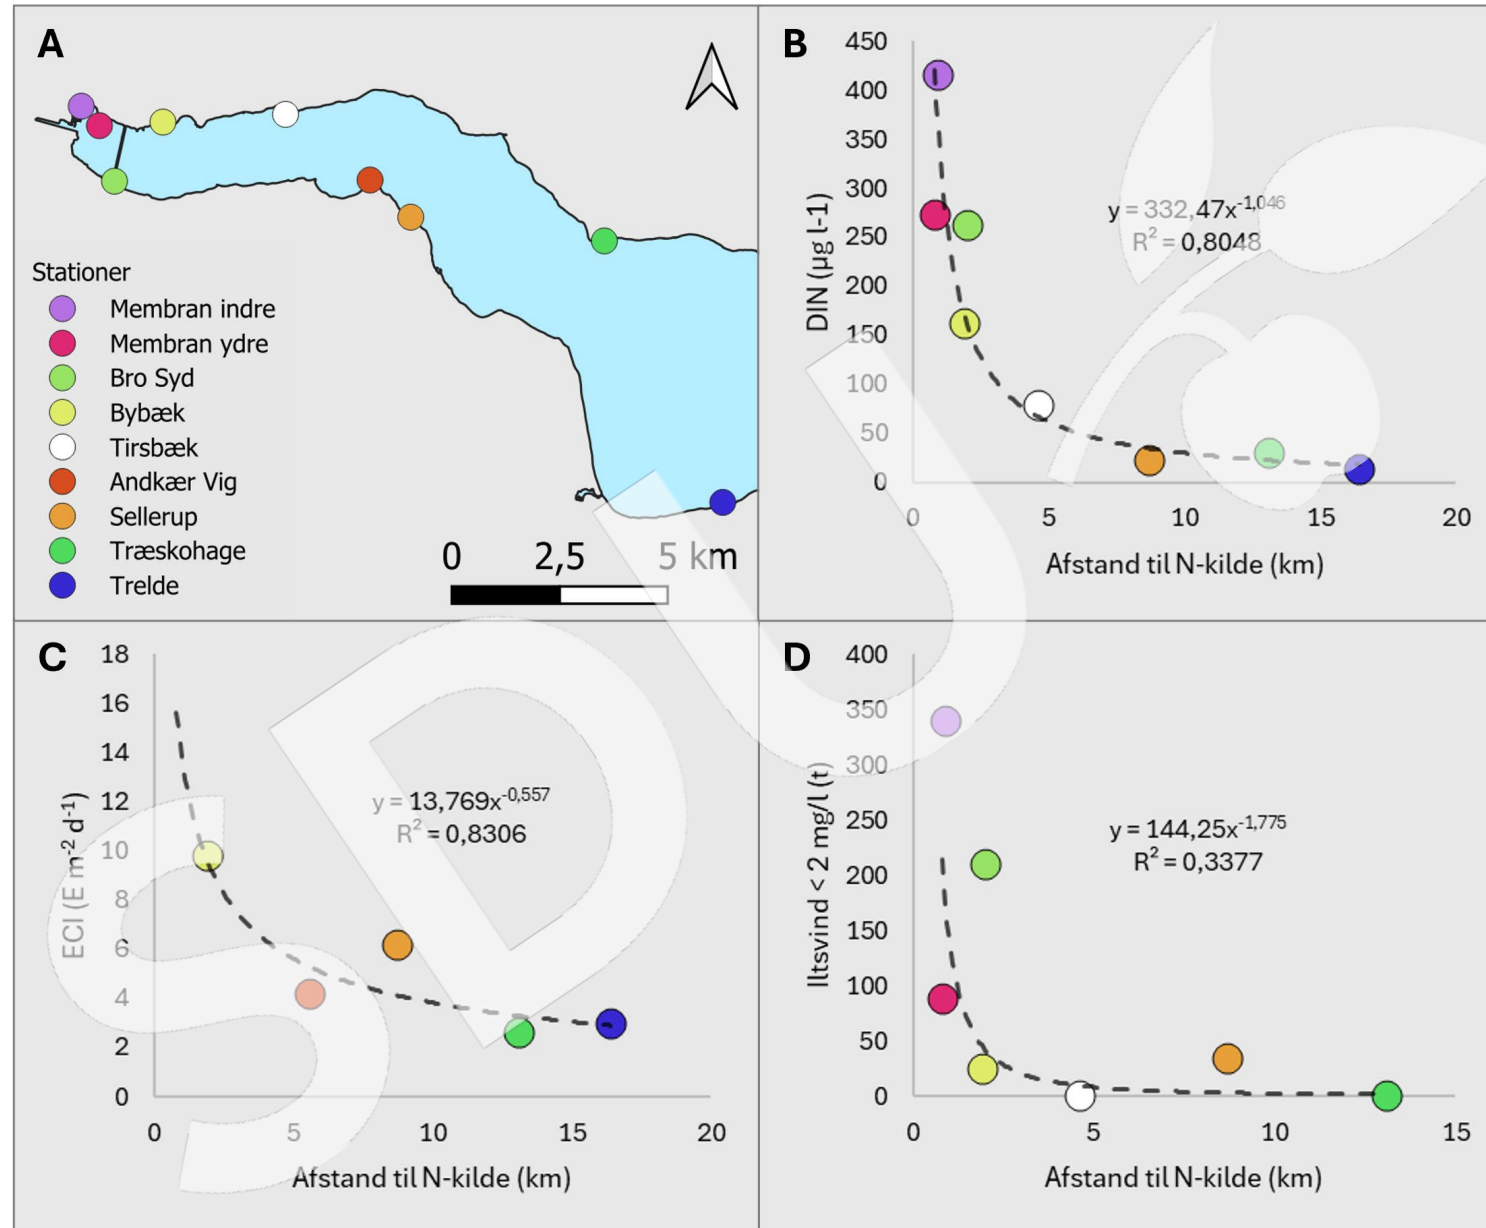 A
Stationer
Membran indre
Membran ydre
Bro Syd
Bybæk
Tirsbæk
Andkær Vig
Sellerup
Træskohage
Trelde
0 2,5 5 km
B
450
400
350
300
250
200
150
100
50
0
DIN (µg l-1)
y = 332,47x^-1,046
R² = 0,8048
0 5 10 15 20
Afstand til N-kilde (km)
C
18
16
14
12
10
8
6
4
2
0
ECI (E m⁻² d⁻¹)
y = 13,769x^-0,557
R² = 0,8306
0 5 10 15 20
Afstand til N-kilde (km)
D
400
350
300
250
200
150
100
50
0
Iltsvind < 2 mg/l (t)
y = 144,25x^-1,775
R² = 0,3377
0 5 10 15
Afstand til N-kilde (km)
SDU